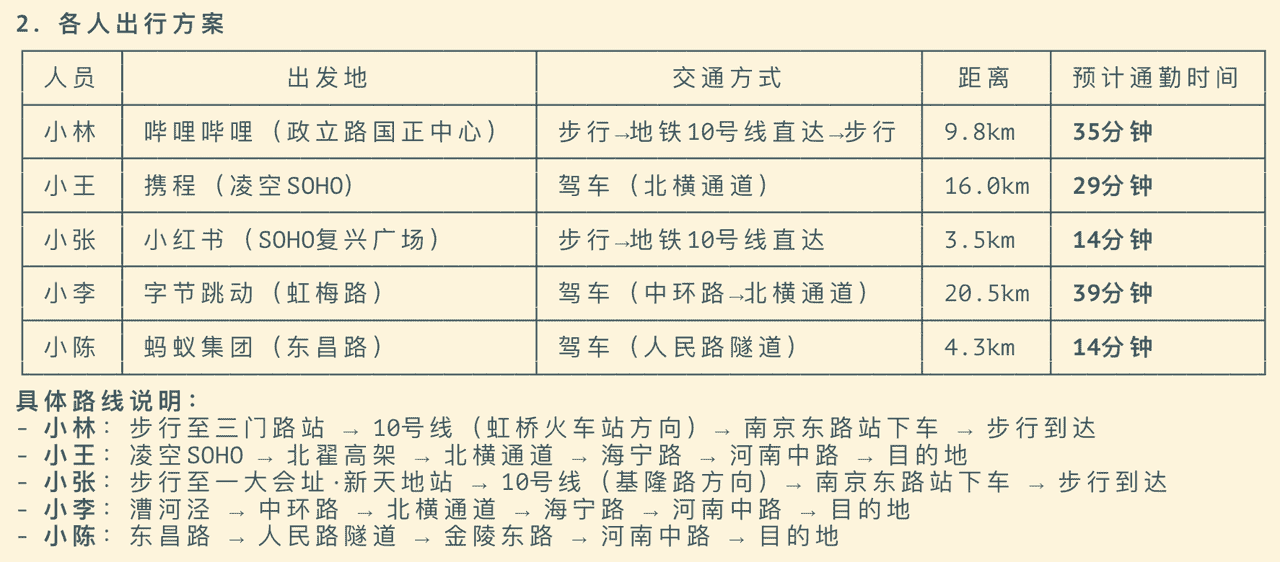 2. 各人出行方案
人员 出发地 交通方式 距离 预计通勤时间
小林 哔哩哔哩（政立路国正中心） 步行→地铁10号线直达→步行 9.8km 35分钟
小王 携程（凌空SOHO） 驾车（北横通道） 16.0km 29分钟
小张 小红书（SOHO复兴广场） 步行→地铁10号线直达 3.5km 14分钟
小李 字节跳动（虹梅路） 驾车（中环路→北横通道） 20.5km 39分钟
小陈 蚂蚁集团（东昌路） 驾车（人民路隧道） 4.3km 14分钟
具体路线说明：
- 小林：步行至三门路站 → 10号线（虹桥火车站方向）→ 南京东路站下车 → 步行到达
- 小王：凌空SOHO → 北翟高架 → 北横通道 → 海宁路 → 河南中路 → 目的地
- 小张：步行至一大会址·新天地站 → 10号线（基隆路方向）→ 南京东路站下车 → 步行到达
- 小李：漕河泾 → 中环路 → 北横通道 → 海宁路 → 河南中路 → 目的地
- 小陈：东昌路 → 人民路隧道 → 金陵东路 → 河南中路 → 目的地